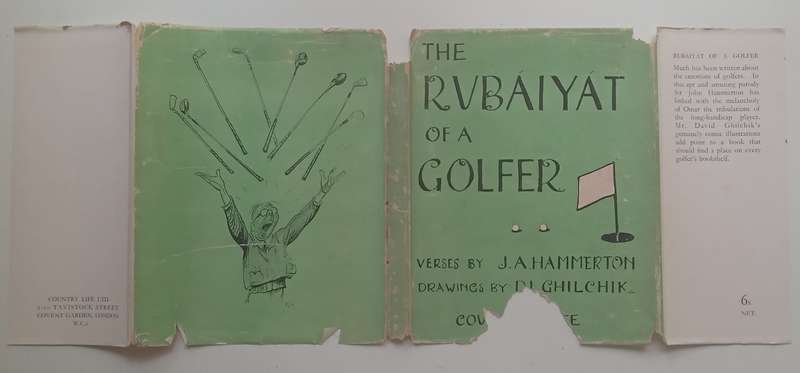 COUNTRY LIFE LTD
TAVISTOCK STREET
COVENT GARDEN, LONDON
W.C.2
THE
RVBÁIYÁT
OF A
GOLFER
VERSES BY J. A. HAMMERTON
DRAWINGS BY GHILCHIK
RUBAIYAT OF A GOLFER
Much has been written about
the emotions of golfers. In
this apt and amusing parody
Sir John Hammerton has
linked with the melancholy
of Omar the tribulations of
the long-handicap player.
Mr. David Ghilchik's
genuinely comic illustrations
add point to a book that
should find a place on every
golfer's bookshelf.
6s.
NET.